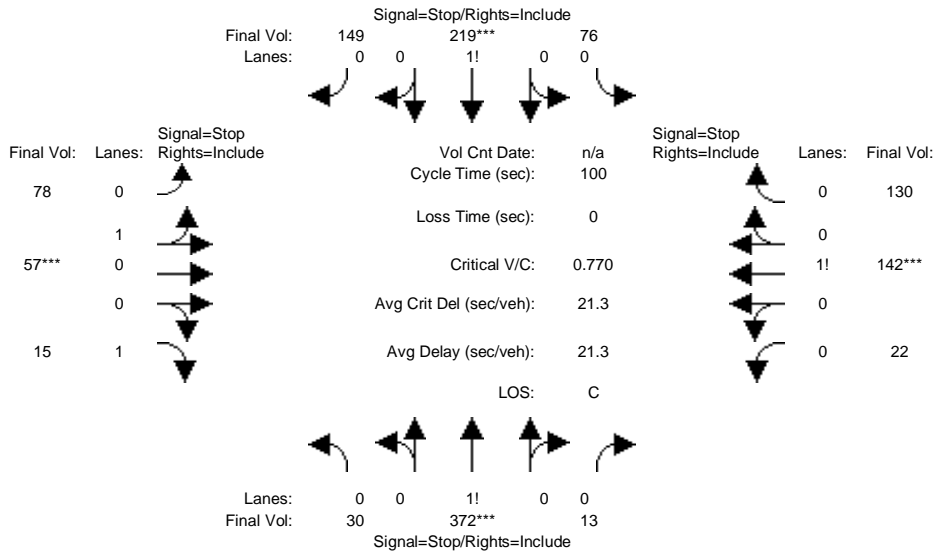 Signal=Stop/Rights=Include
Final Vol: 149 219*** 76
Lanes: 0 0 1! 0 0
Signal=Stop Signal=Stop
Final Vol: Lanes: Rights=Include Vol Cnt Date: n/a Rights=Include Lanes: Final Vol:
Cycle Time (sec): 100
78 0 0 130
Loss Time (sec): 0
1 0
57*** 0 Critical V/C: 0.770 1! 142***
0 Avg Crit Del (sec/veh): 21.3 0
15 1 Avg Delay (sec/veh): 21.3 0 22
LOS: C
Lanes: 0 0 1! 0 0
Final Vol: 30 372*** 13
Signal=Stop/Rights=Include